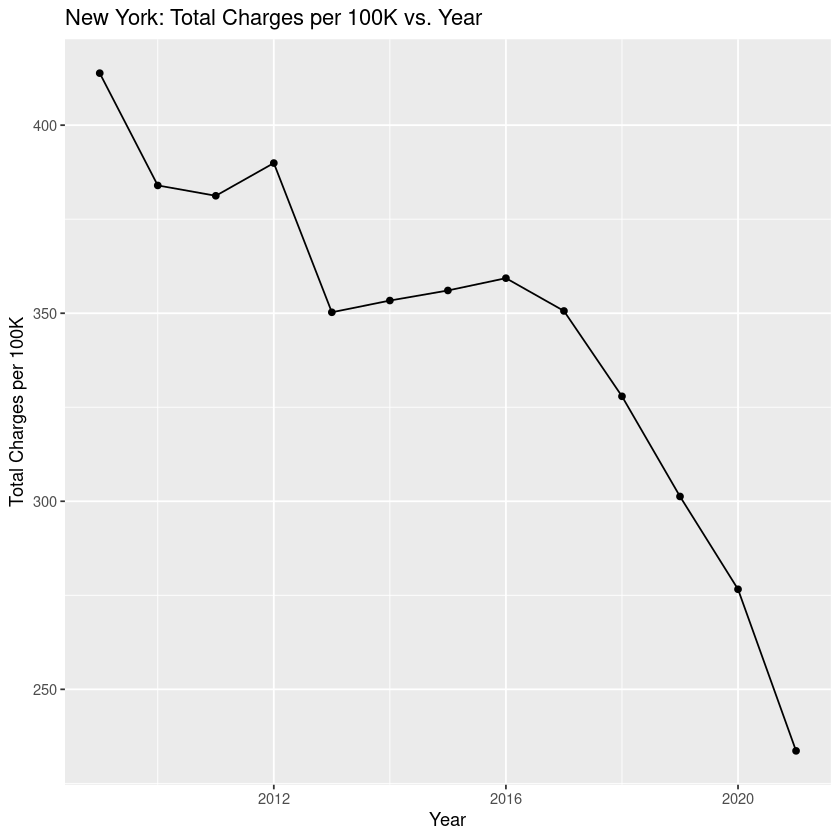 New York: Total Charges per 100K vs. Year
Total Charges per 100K
400
350
300
250
2012 2016 2020
Year